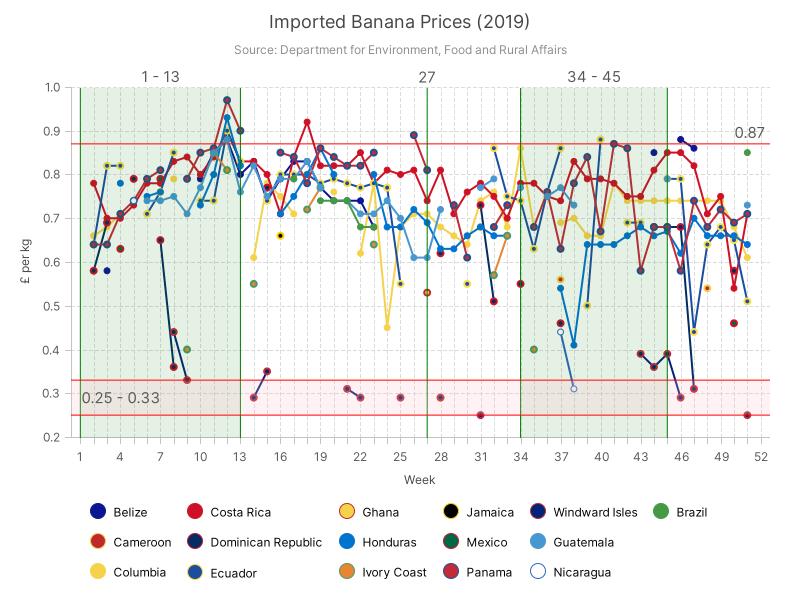 Imported Banana Prices (2019)
Source: Department for Environment, Food and Rural Affairs
1 - 13 27 34 - 45
1.0
0.9
0.87
0.8
0.7
0.6
0.5
0.4
0.3
0.25 - 0.33
0.2
£ per kg
1 4 7 10 13 16 19 22 25 28 31 34 37 40 43 46 49 52
Week
Belize Costa Rica Ghana Jamaica Windward Isles Brazil
Cameroon Dominican Republic Honduras Mexico Guatemala
Columbia Ecuador Ivory Coast Panama Nicaragua